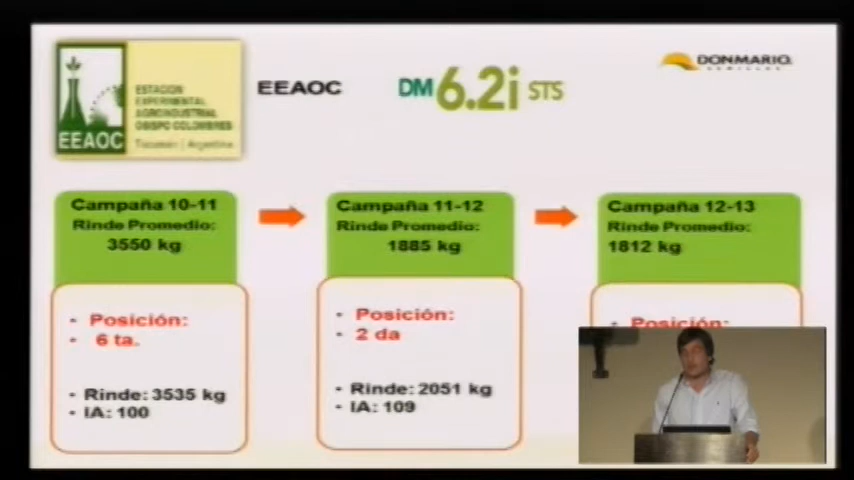 EEAOC
ESTACION
EXPERIMENTAL
AGROINDUSTRIAL
OBISPO COLOMBRES
Tucumán | Argentina
EEAOC
DM 6.2i STS
DONMARIO
SEMILLAS
Campaña 10-11
Rinde Promedio:
3550 kg
• Posición:
• 6 ta.
• Rinde: 3535 kg
• IA: 100
Campaña 11-12
Rinde Promedio:
1885 kg
• Posición:
• 2 da
• Rinde: 2051 kg
• IA: 109
Campaña 12-13
Rinde Promedio:
1812 kg
• Posición: